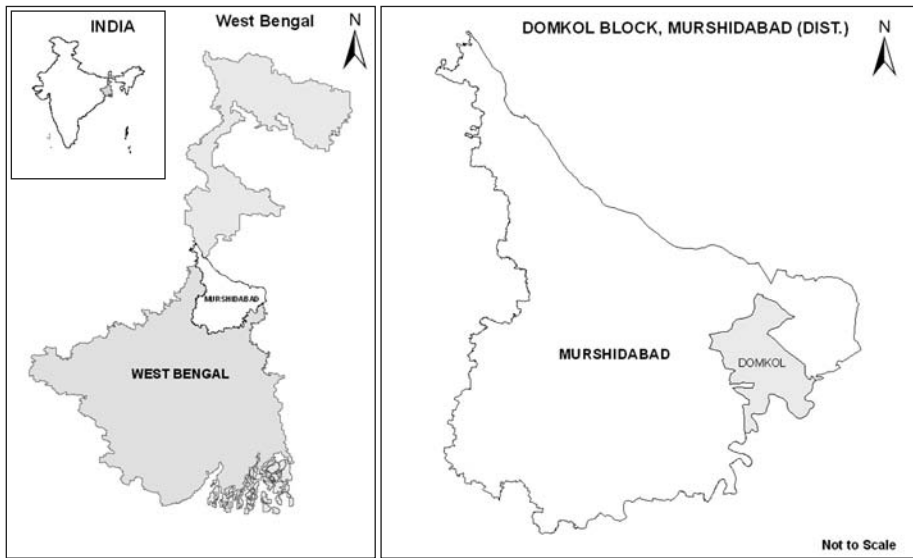 INDIA
West Bengal
N
MURSHIDABAD
WEST BENGAL
DOMKOL BLOCK, MURSHIDABAD (DIST.)
N
MURSHIDABAD
DOMKOL
Not to Scale